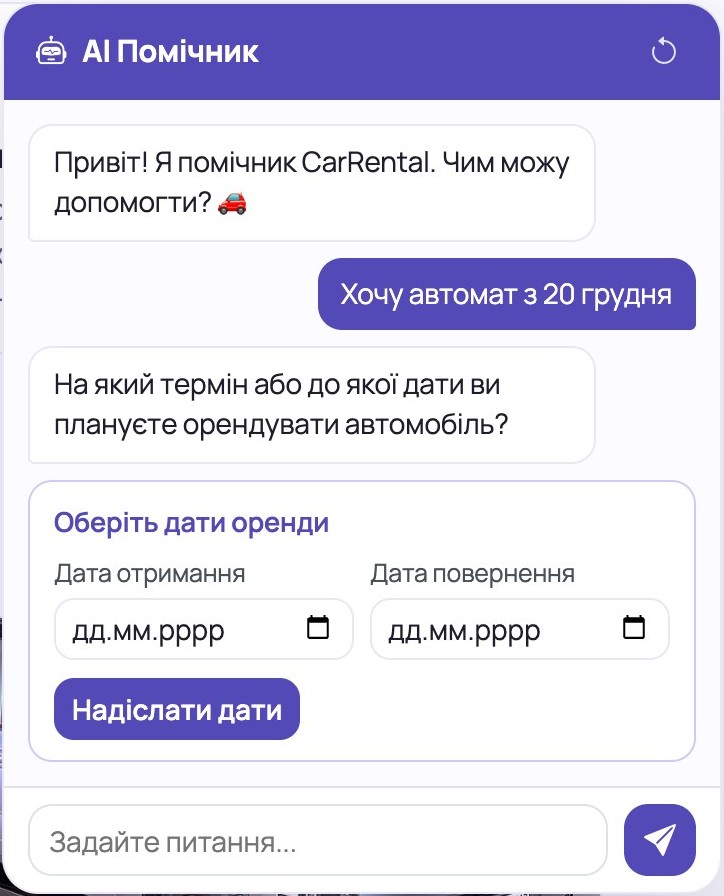 AI Помічник
Привіт! Я помічник CarRental. Чим можу
допомогти? 🚗
Хочу автомат з 20 грудня
На який термін або до якої дати ви
плануєте орендувати автомобіль?
Оберіть дати оренди
Дата отримання
Дата повернення
дд.мм.рррр
дд.мм.рррр
Надіслати дати
Задайте питання...